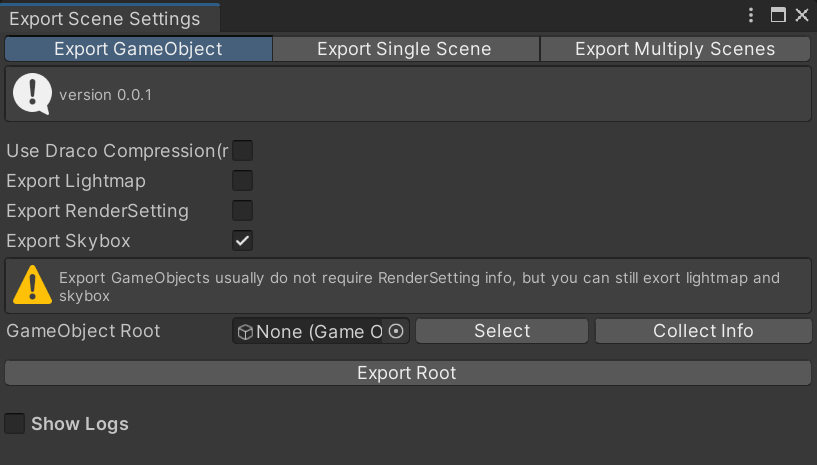 Export Scene Settings
Export GameObject Export Single Scene Export Multiply Scenes
version 0.0.1
Use Draco Compression(r
Export Lightmap
Export RenderSetting
Export Skybox
Export GameObjects usually do not require RenderSetting info, but you can still exort lightmap and
skybox
GameObject Root None (Game O Select Collect Info
Export Root
Show Logs